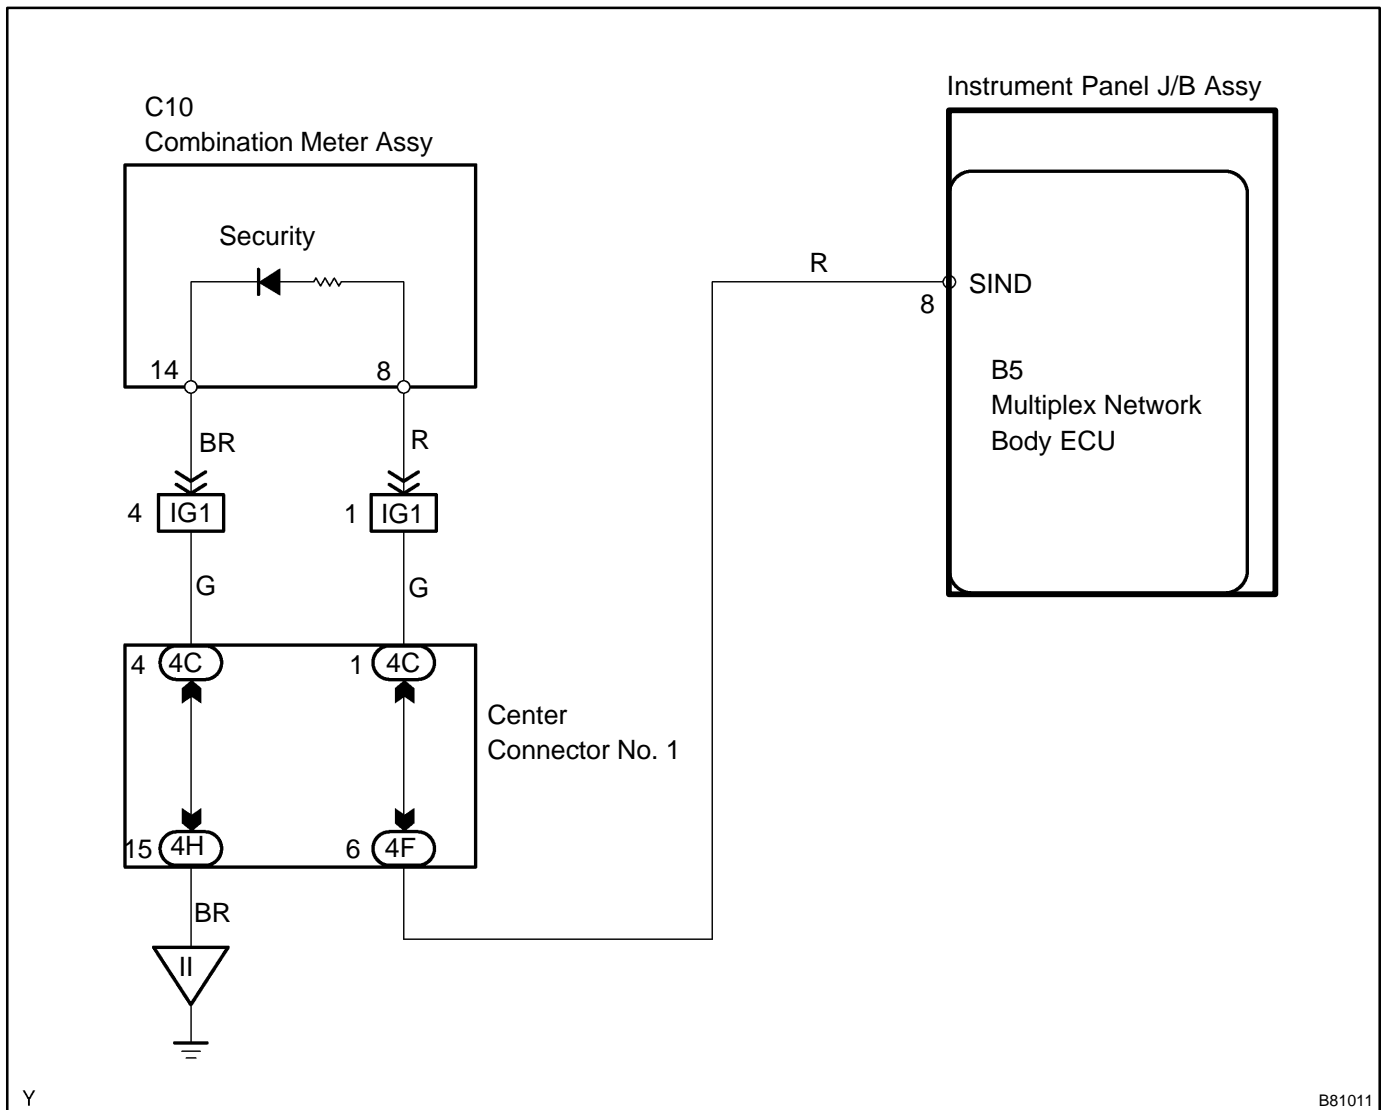 Instrument Panel J/B Assy
C10
Combination Meter Assy
Security
R
8
SIND
14
8
B5
Multiplex Network
Body ECU
BR
R
4
IG1
1
IG1
G
G
4
4C
1
4C
Center
Connector No. 1
15
4H
6
4F
BR
II
Y
B81011